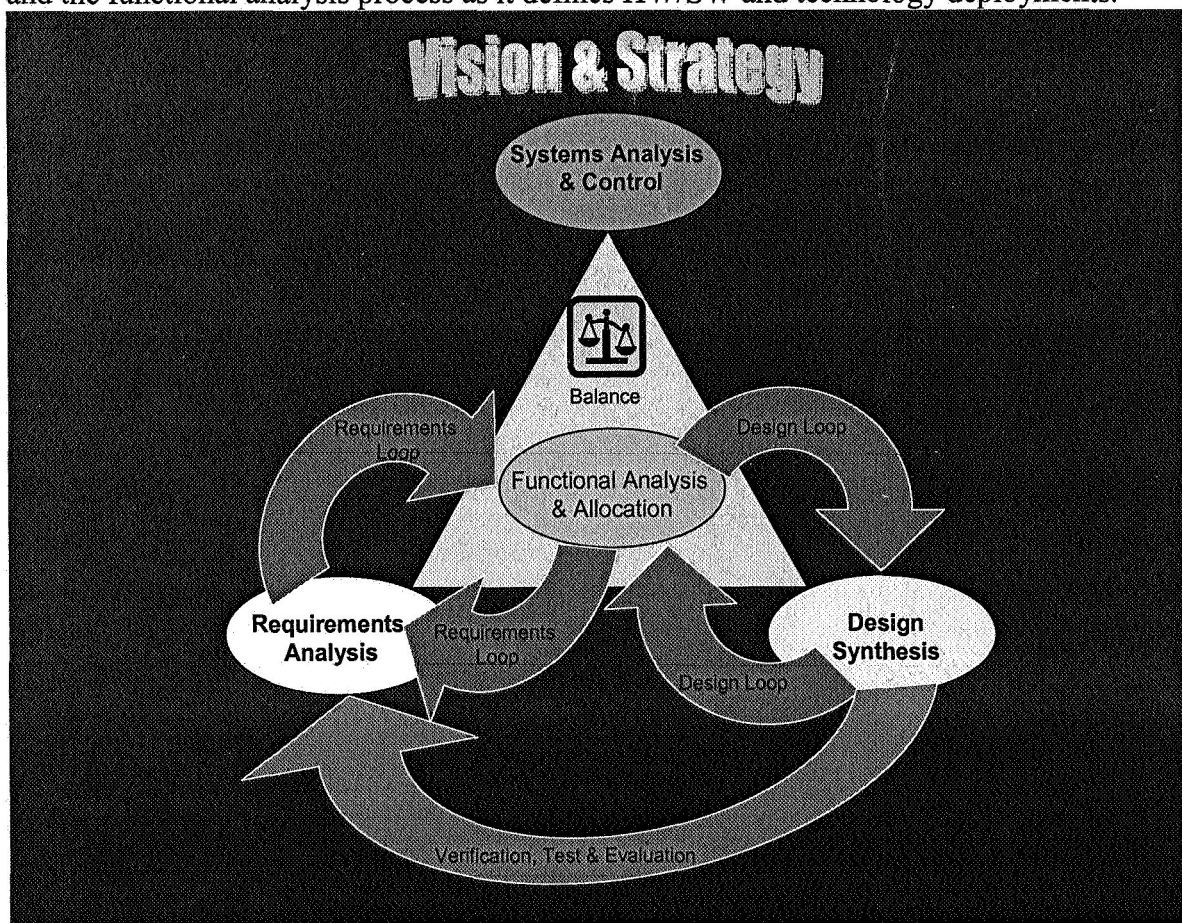 and the functional analysis process as it defines HW/SW and technology deployments.
Vision & Strategy
Systems Analysis
& Control
Balance
Requirements
Loop
Design Loop
Functional Analysis
& Allocation
Requirements
Analysis
Requirements
Loop
Design
Synthesis
Design Loop
Verification, Test & Evaluation